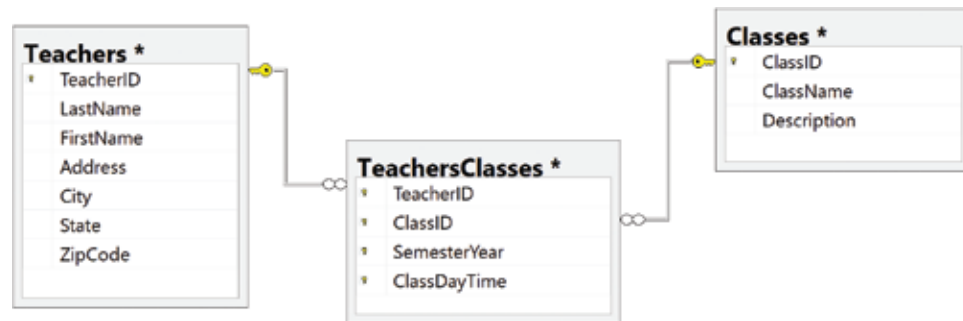 Teachers *
TeacherID
LastName
FirstName
Address
City
State
ZipCode
TeachersClasses *
TeacherID
ClassID
SemesterYear
ClassDayTime
Classes *
ClassID
ClassName
Description